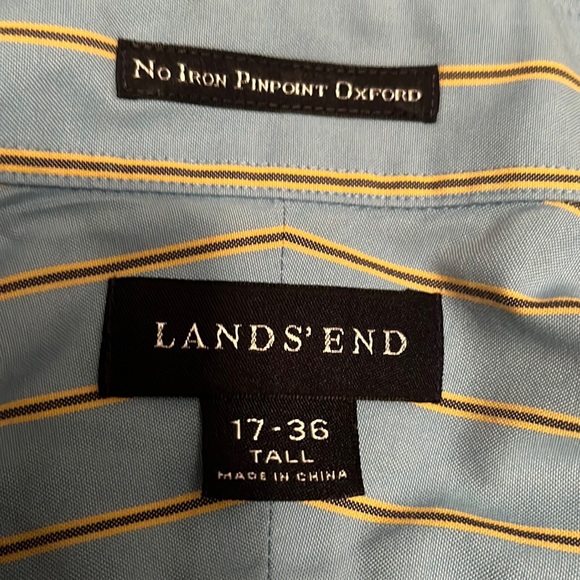 No Iron Pinpoint Oxford
LANDS' END
17-36
TALL
MADE IN CHINA